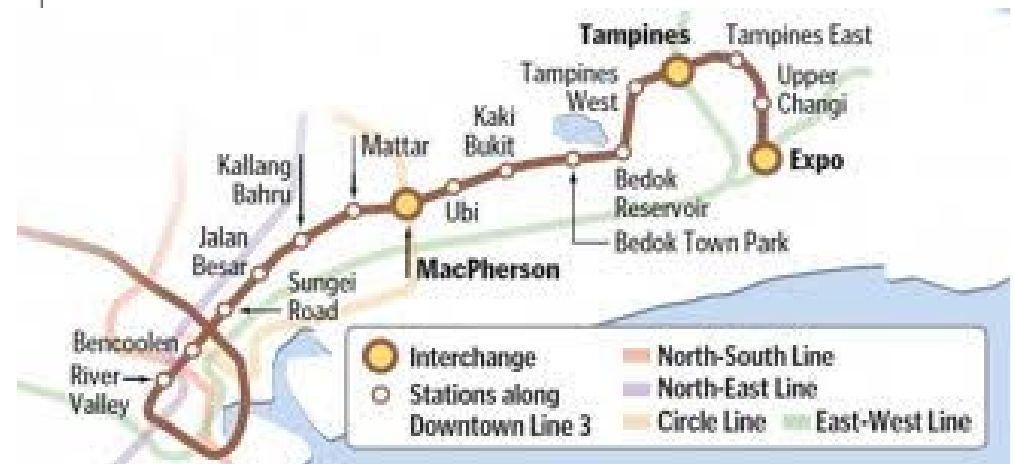 Tampines
Tampines East
Tampines
West
Upper
Changi
Kaki
Bukit
Mattar
Kallang
Bahru
Expo
Bedok
Reservoir
Ubi
Jalan
Besar
Bedok Town Park
MacPherson
Sungei
Road
Bencoolen
River
Valley
Interchange
Stations along
Downtown Line 3
North-South Line
North-East Line
Circle Line
East-West Line